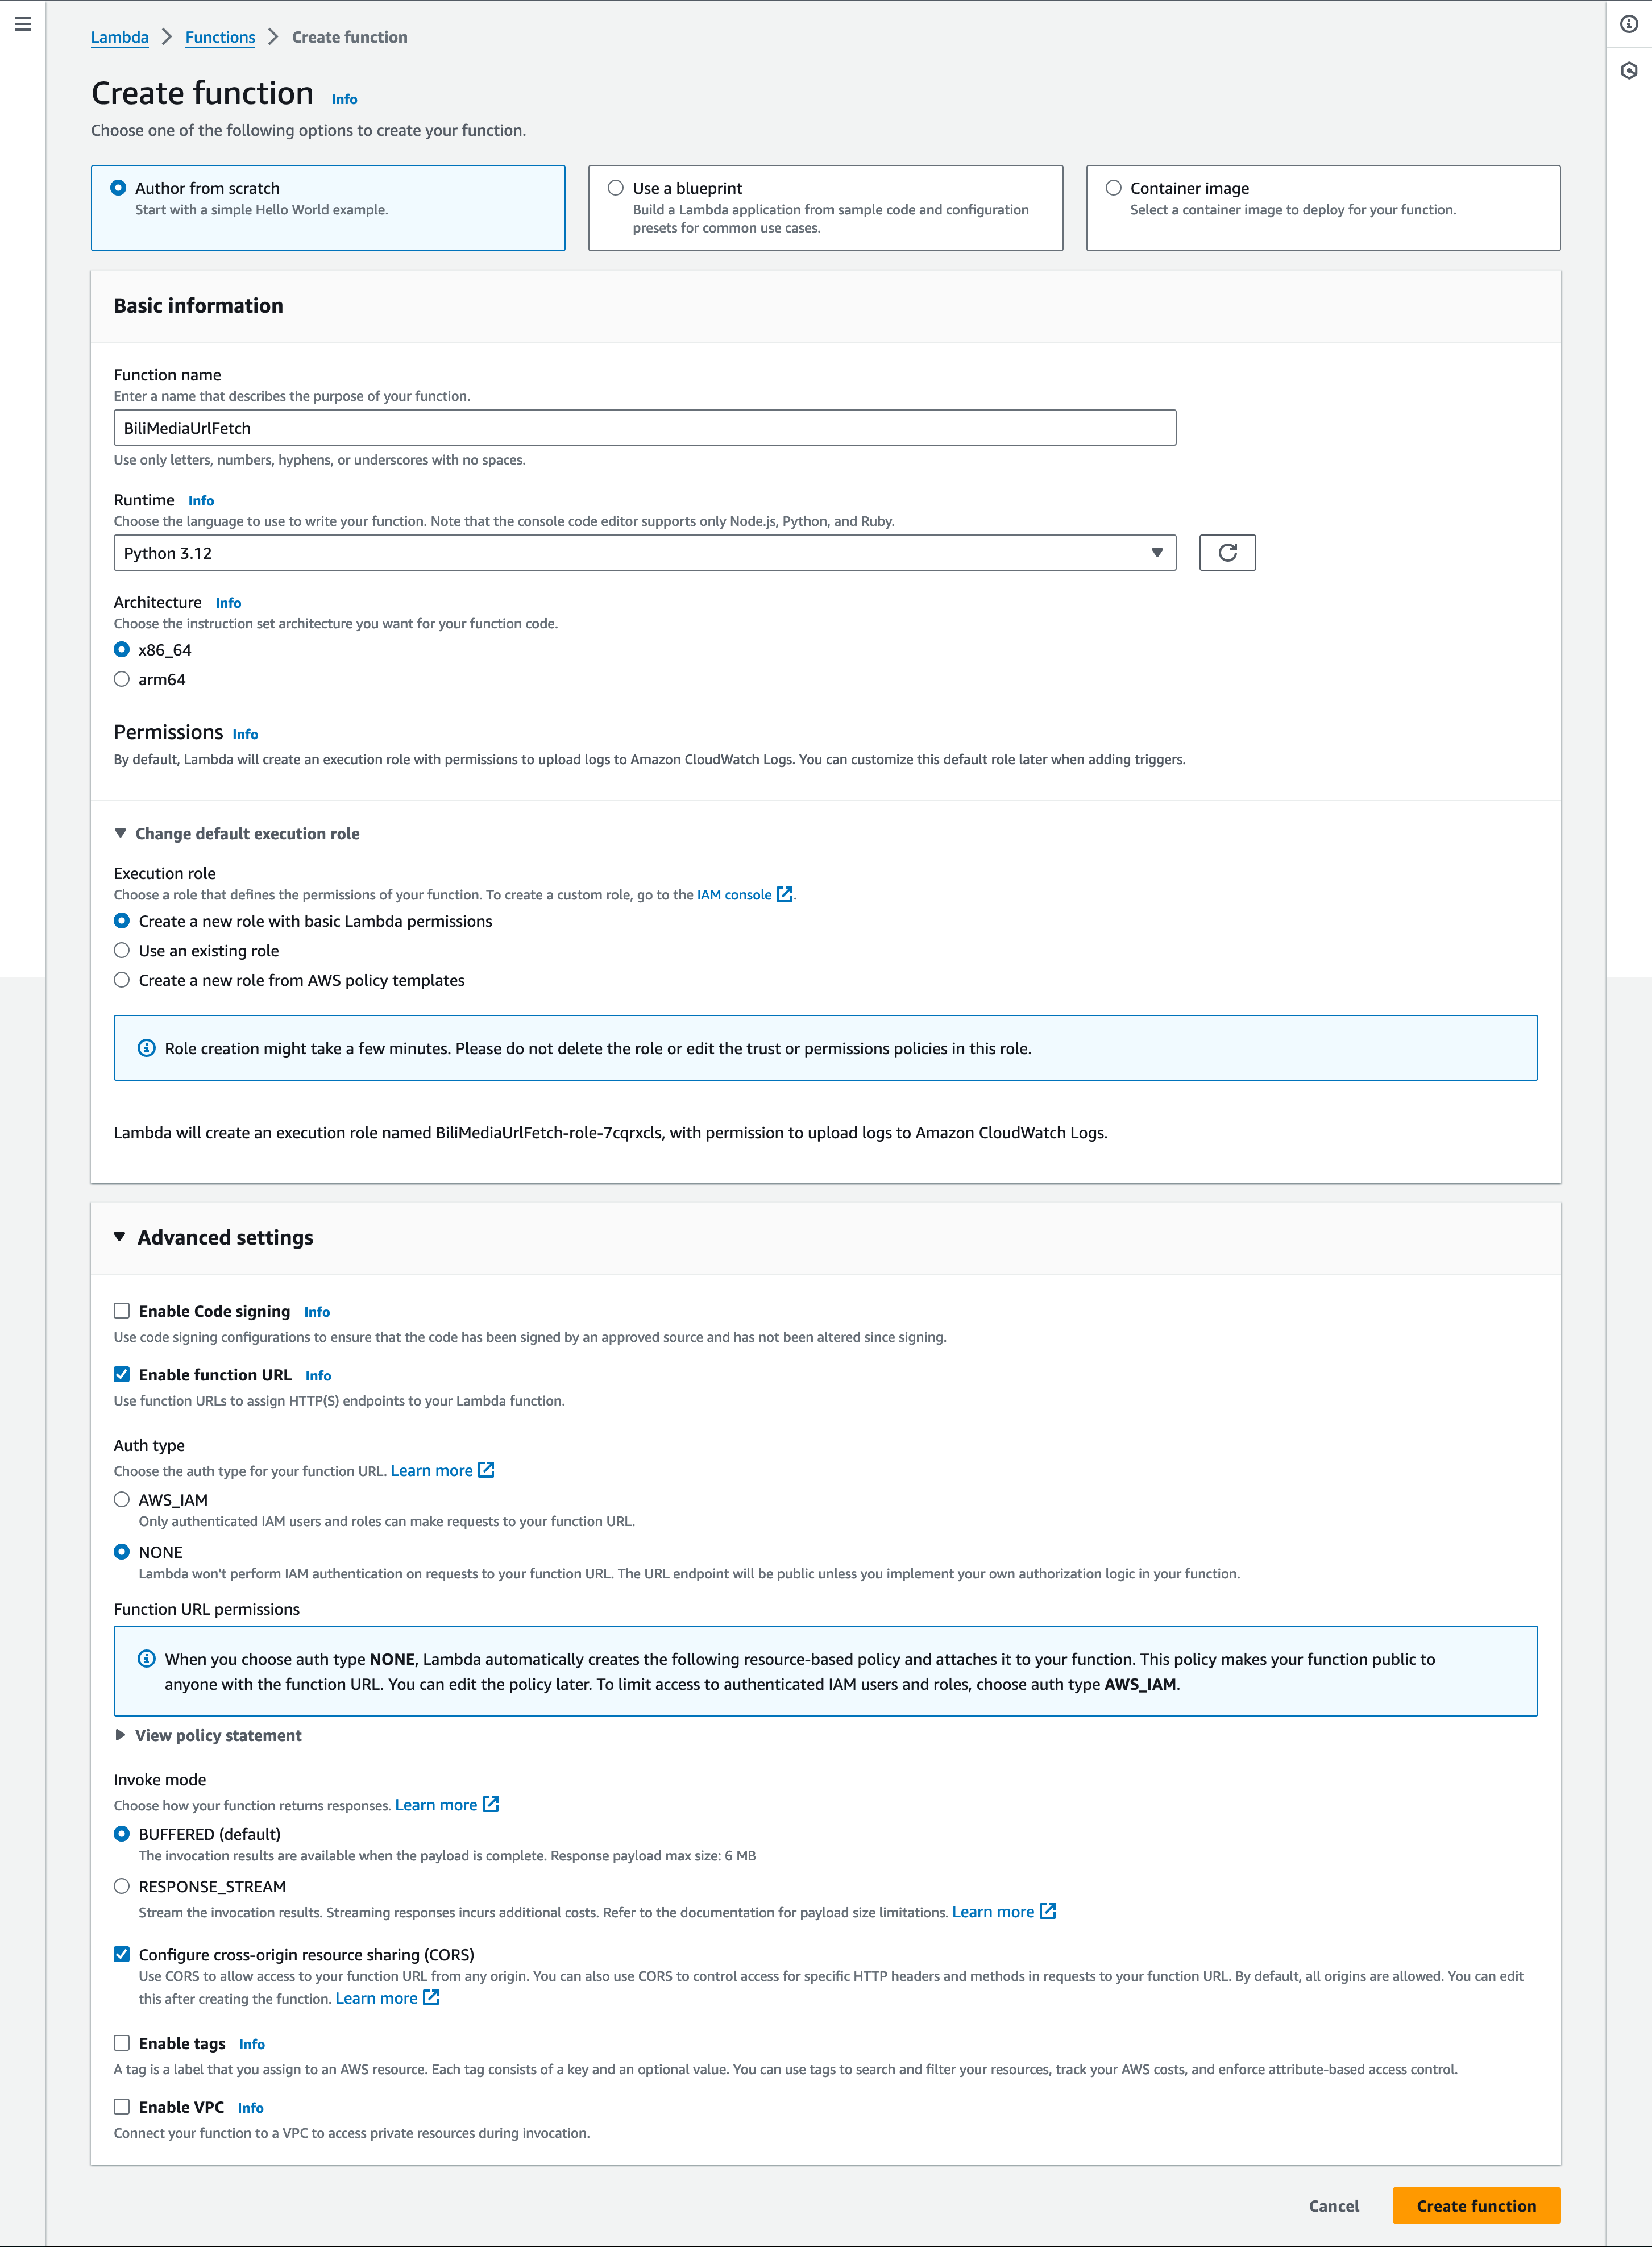 Lambda > Functions > Create function
Create function Info
Choose one of the following options to create your function.
Author from scratch
Start with a simple Hello World example.
Use a blueprint
Build a Lambda application from sample code and configuration
presets for common use cases.
Container image
Select a container image to deploy for your function.
Basic information
Function name
Enter a name that describes the purpose of your function.
BiliMediaUrlFetch
Use only letters, numbers, hyphens, or underscores with no spaces.
Runtime Info
Choose the language to use to write your function. Note that the console code editor supports only Node.js, Python, and Ruby.
Python 3.12
Architecture Info
Choose the instruction set architecture you want for your function code.
x86_64
arm64
Permissions Info
By default, Lambda will create an execution role with permissions to upload logs to Amazon CloudWatch Logs. You can customize this default role later when adding triggers.
Change default execution role
Execution role
Choose a role that defines the permissions of your function. To create a custom role, go to the IAM console.
Create a new role with basic Lambda permissions
Use an existing role
Create a new role from AWS policy templates
Role creation might take a few minutes. Please do not delete the role or edit the trust or permissions policies in this role.
Lambda will create an execution role named BiliMediaUrlFetch-role-7cqrxcls, with permission to upload logs to Amazon CloudWatch Logs.
Advanced settings
Enable Code signing Info
Use code signing configurations to ensure that the code has been signed by an approved source and has not been altered since signing.
Enable function URL Info
Use function URLs to assign HTTP(S) endpoints to your Lambda function.
Auth type
Choose the auth type for your function URL. Learn more
AWS_IAM
Only authenticated IAM users and roles can make requests to your function URL.
NONE
Lambda won't perform IAM authentication on requests to your function URL. The URL endpoint will be public unless you implement your own authorization logic in your function.
Function URL permissions
When you choose auth type NONE, Lambda automatically creates the following resource-based policy and attaches it to your function. This policy makes your function public to
anyone with the function URL. You can edit the policy later. To limit access to authenticated IAM users and roles, choose auth type AWS_IAM.
View policy statement
Invoke mode
Choose how your function returns responses. Learn more
BUFFERED (default)
The invocation results are available when the payload is complete. Response payload max size: 6 MB
RESPONSE_STREAM
Stream the invocation results. Streaming responses incurs additional costs. Refer to the documentation for payload size limitations. Learn more
Configure cross-origin resource sharing (CORS)
Use CORS to allow access to your function URL from any origin. You can also use CORS to control access for specific HTTP headers and methods in requests to your function URL. By default, all origins are allowed. You can edit
this after creating the function. Learn more
Enable tags Info
A tag is a label that you assign to an AWS resource. Each tag consists of a key and an optional value. You can use tags to search and filter your resources, track your AWS costs, and enforce attribute-based access control.
Enable VPC Info
Connect your function to a VPC to access private resources during invocation.
Cancel
Create function